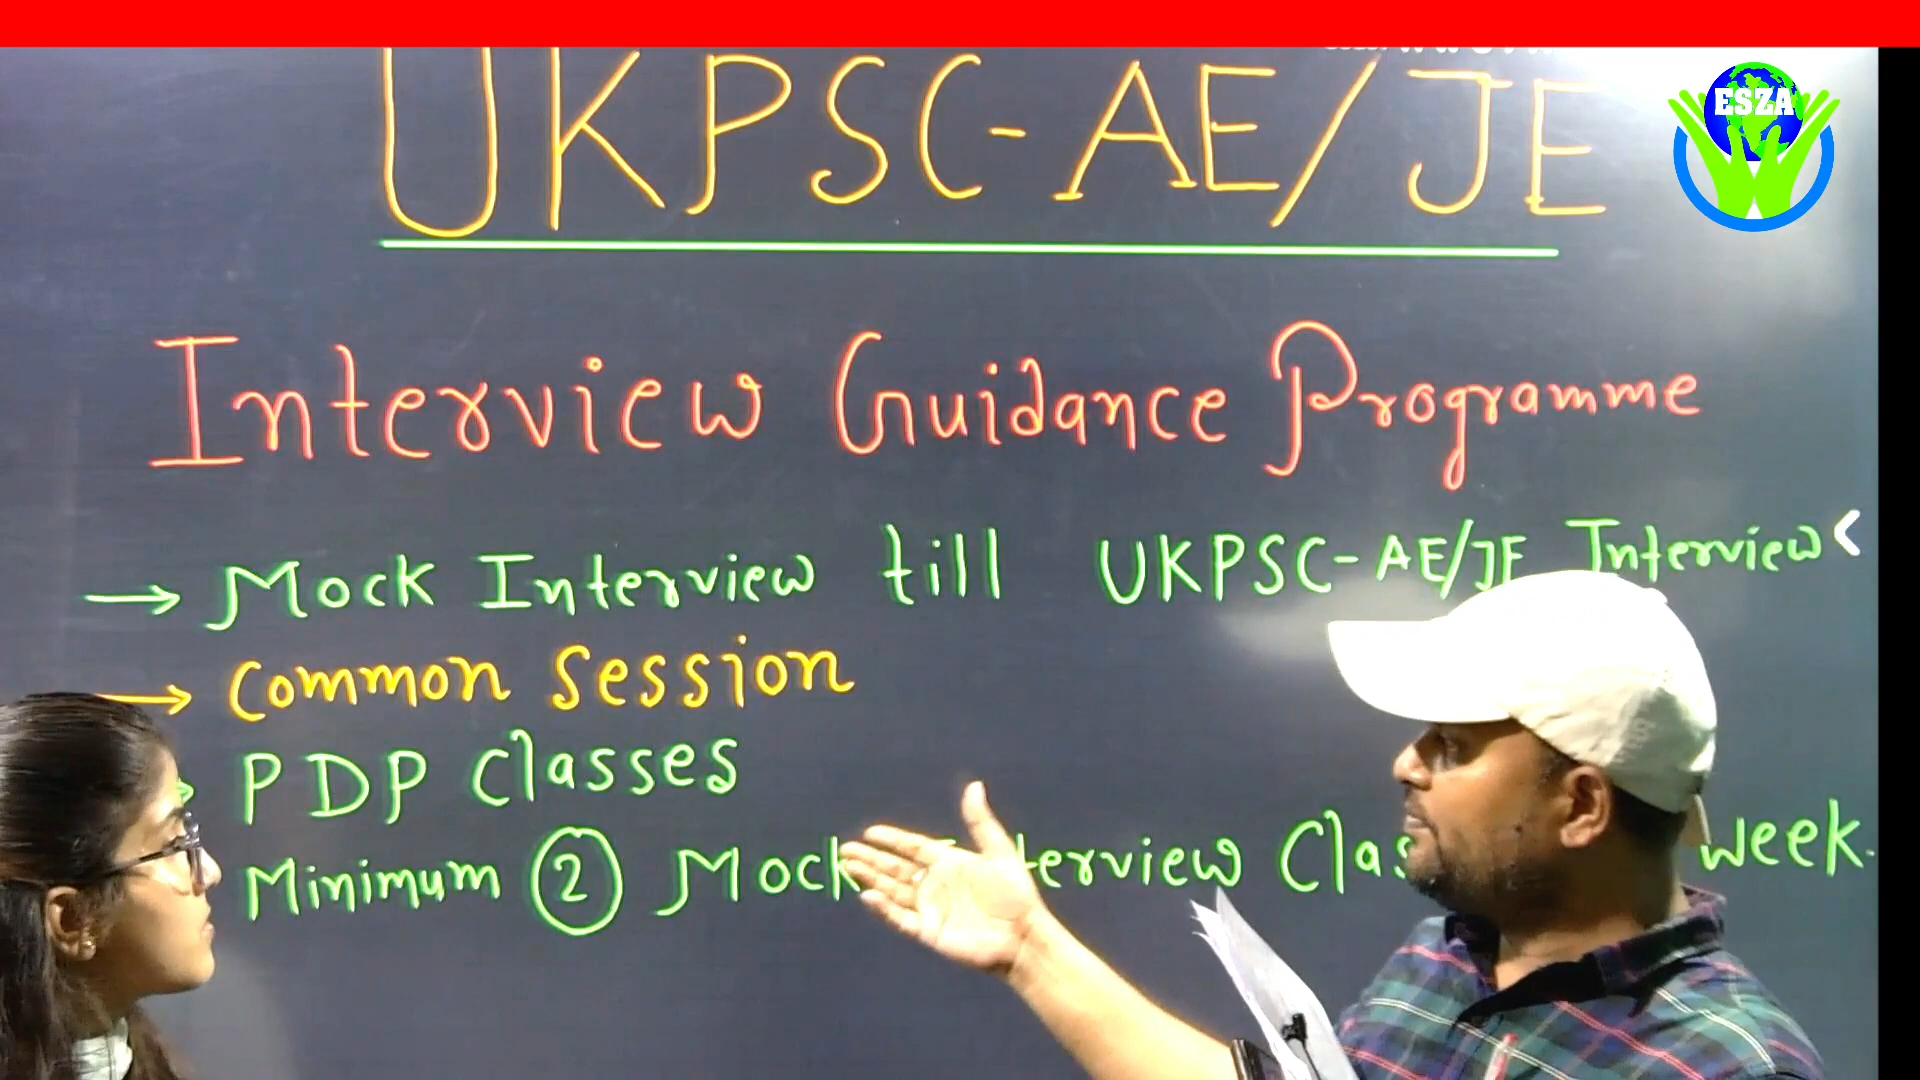 UKPSC-AE/JE
ESZA
Interview Guidance Programme
→ Mock Interview till UKPSC-AE/JE Interview
→ Common Session
PDP Classes
Minimum ② Mock week.